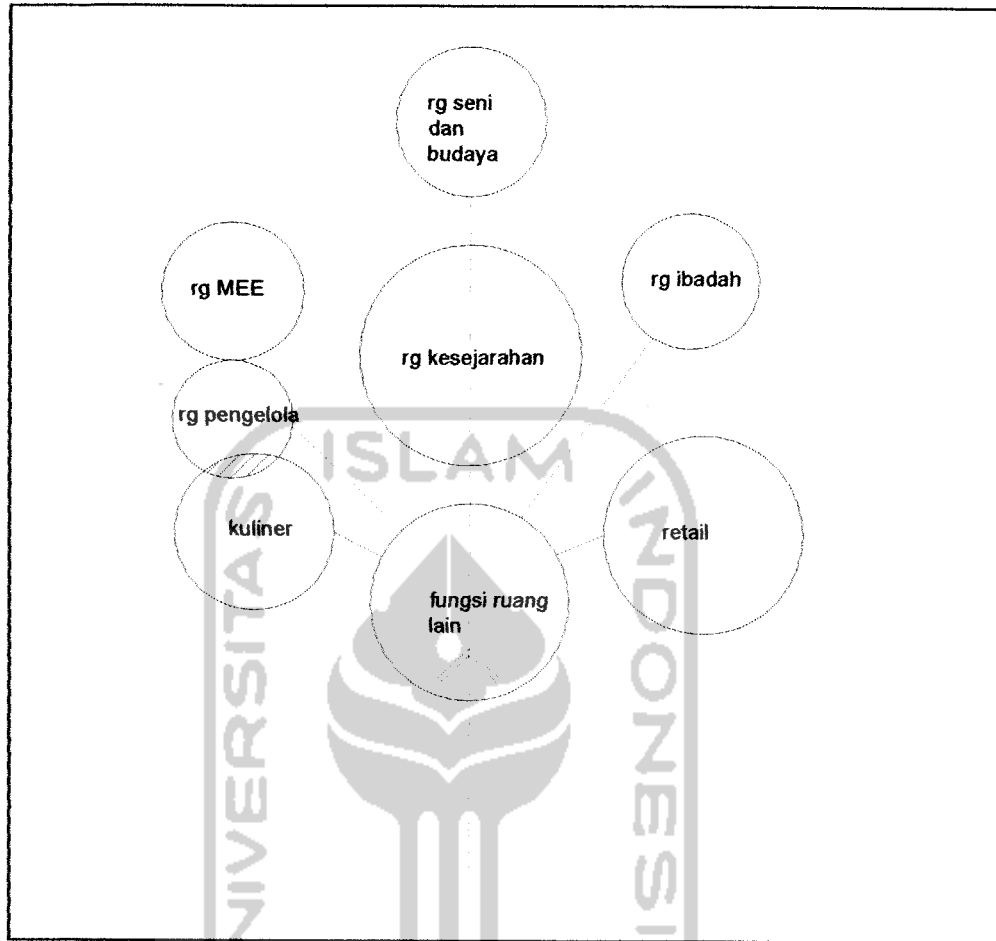 rg seni
dan
budaya
rg MEE
rg ibadah
rg kesejarahan
rg pengelola
ISLAM
kuliner
retail
fungsi ruang
lain
UNIVERSITAS
INDONESIA